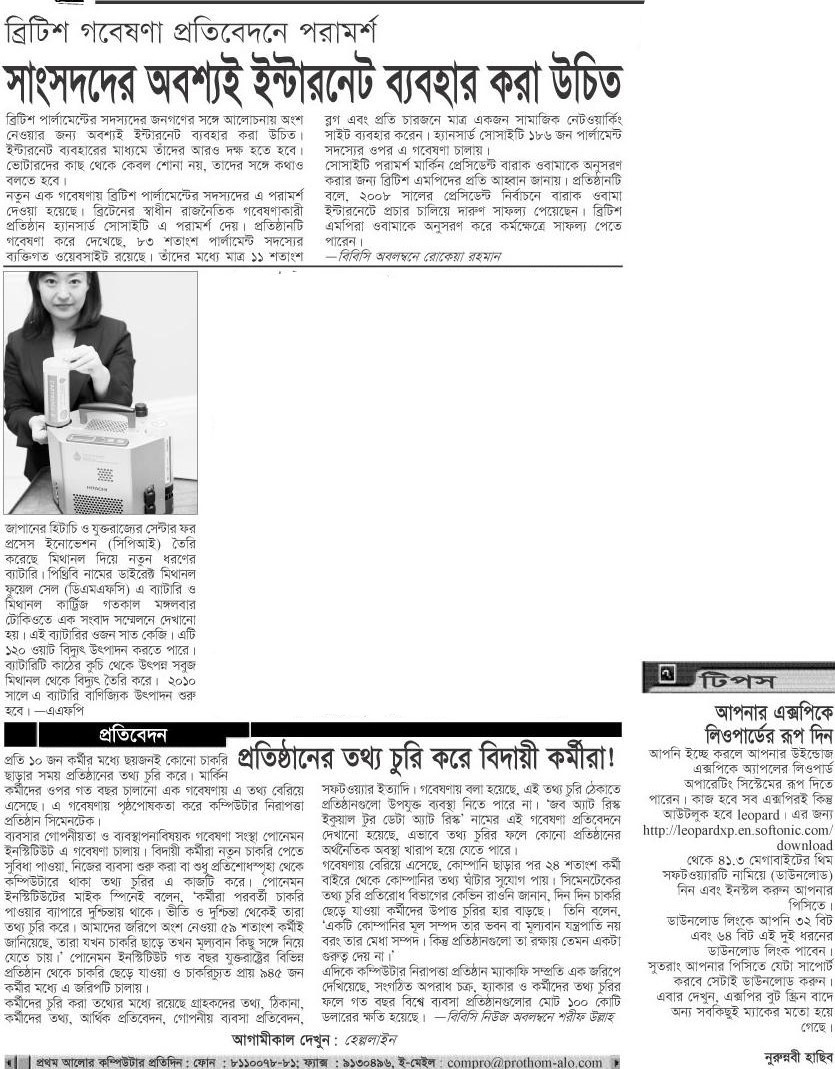 ব্রিটিশ গবেষণা প্রতিবেদনে পরামর্শ
সাংসদদের অবশ্যই ইন্টারনেট ব্যবহার করা উচিত
ব্রিটিশ পার্লামেন্টের সদস্যদের জনগণের সঙ্গে আলোচনায় অংশ
নেওয়ার জন্য অবশ্যই ইন্টারনেট ব্যবহার করা উচিত।
ইন্টারনেট ব্যবহারের মাধ্যমে তাঁদের আরও দক্ষ হতে হবে।
ভোটারদের কাছ থেকে কেবল শোনা নয়, তাদের সঙ্গে কথাও
বলতে হবে।
নতুন এক গবেষণায় ব্রিটিশ পার্লামেন্টের সদস্যদের এ পরামর্শ
দেওয়া হয়েছে। ব্রিটেনের স্বাধীন রাজনৈতিক গবেষণাকারী
প্রতিষ্ঠান হ্যানসার্ড সোসাইটি এ পরামর্শ দেয়। প্রতিষ্ঠানটি
গবেষণা করে দেখেছে, ৮৩ শতাংশ পার্লামেন্ট সদস্যের
ব্যক্তিগত ওয়েবসাইট রয়েছে। তাঁদের মধ্যে মাত্র ১১ শতাংশ
ব্লগ এবং প্রতি চারজনে মাত্র একজন সামাজিক নেটওয়ার্কিং
সাইট ব্যবহার করেন। হ্যানসার্ড সোসাইটি ১৮৬ জন পার্লামেন্ট
সদস্যের ওপর এ গবেষণা চালায়।
সোসাইটি পরামর্শ মার্কিন প্রেসিডেন্ট বারাক ওবামাকে অনুসরণ
করার জন্য ব্রিটিশ এমপিদের প্রতি আহ্বান জানায়। প্রতিষ্ঠানটি
বলে, ২০০৮ সালের প্রেসিডেন্ট নির্বাচনে বারাক ওবামা
ইন্টারনেটে প্রচার চালিয়ে দারুণ সাফল্য পেয়েছেন। ব্রিটিশ
এমপিরা ওবামাকে অনুসরণ করে কর্মক্ষেত্রে সাফল্য পেতে
পারেন।
—বিবিসি অবলম্বনে রোকেয়া রহমান
HITACHI
জাপানের হিটাচি ও যুক্তরাজ্যের সেন্টার ফর
প্রসেস ইনোভেশন (সিপিআই) তৈরি
করেছে মিথানল দিয়ে নতুন ধরণের
ব্যাটারি। পিথ্রিবি নামের ডাইরেক্ট মিথানল
ফুয়েল সেল (ডিএমএফসি) এ ব্যাটারি ও
মিথানল কার্ট্রিজ গতকাল মঙ্গলবার
টোকিওতে এক সংবাদ সম্মেলনে দেখানো
হয়। এই ব্যাটারির ওজন সাত কেজি। এটি
১২০ ওয়াট বিদ্যুৎ উৎপাদন করতে পারে।
ব্যাটারিটি কাঠের কুচি থেকে উৎপন্ন সবুজ
মিথানল থেকে বিদ্যুৎ তৈরি করে। ২০১০
সালে এ ব্যাটারি বাণিজ্যিক উৎপাদন শুরু
হবে। —এএফপি
প্রতিবেদন
প্রতিষ্ঠানের তথ্য চুরি করে বিদায়ী কর্মীরা!
প্রতি ১০ জন কর্মীর মধ্যে ছয়জনই কোনো চাকরি
ছাড়ার সময় প্রতিষ্ঠানের তথ্য চুরি করে। মার্কিন
কর্মীদের ওপর গত বছর চালানো এক গবেষণায় এ তথ্য বেরিয়ে
এসেছে। এ গবেষণায় পৃষ্ঠপোষকতা করে কম্পিউটার নিরাপত্তা
প্রতিষ্ঠান সিমেনটেক।
ব্যবসার গোপনীয়তা ও ব্যবস্থাপনাবিষয়ক গবেষণা সংস্থা পোনেমন
ইনস্টিটিউট এ গবেষণা চালায়। বিদায়ী কর্মীরা নতুন চাকরি পেতে
সুবিধা পাওয়া, নিজের ব্যবসা শুরু করা বা শুধু প্রতিশোধস্পৃহা থেকে
কম্পিউটারে থাকা তথ্য চুরির এ কাজটি করে। পোনেমন
ইনস্টিটিউটের মাইক স্পিনেই বলেন, ‘কর্মীরা পরবর্তী চাকরি
পাওয়ার ব্যাপারে দুশ্চিন্তায় থাকে। ভীতি ও দুশ্চিন্তা থেকেই তারা
তথ্য চুরি করে। আমাদের জরিপে অংশ নেওয়া ৫৯ শতাংশ কর্মীই
জানিয়েছে, তারা যখন চাকরি ছাড়ে তখন মূল্যবান কিছু সঙ্গে নিয়ে
যেতে চায়।’ পোনেমন ইনস্টিটিউট গত বছর যুক্তরাষ্ট্রের বিভিন্ন
প্রতিষ্ঠান থেকে চাকরি ছেড়ে যাওয়া ও চাকরিচ্যুত প্রায় ৯৪৫ জন
কর্মীর মধ্যে এ জরিপটি চালায়।
কর্মীদের চুরি করা তথ্যের মধ্যে রয়েছে গ্রাহকদের তথ্য, ঠিকানা,
কর্মীদের তথ্য, আর্থিক প্রতিবেদন, গোপনীয় ব্যবসা প্রতিবেদন,
সফটওয়্যার ইত্যাদি। গবেষণায় বলা হয়েছে, এই তথ্য চুরি ঠেকাতে
প্রতিষ্ঠানগুলো উপযুক্ত ব্যবস্থা নিতে পারে না। ‘জব অ্যাট রিস্ক
ইকুয়াল টুর ডেটা অ্যাট রিস্ক’ নামের এই গবেষণা প্রতিবেদনে
দেখানো হয়েছে, এভাবে তথ্য চুরির ফলে কোনো প্রতিষ্ঠানের
অর্থনৈতিক অবস্থা খারাপ হয়ে যেতে পারে।
গবেষণায় বেরিয়ে এসেছে, কোম্পানি ছাড়ার পর ২৪ শতাংশ কর্মী
বাইরে থেকে কোম্পানির তথ্য ঘাঁটার সুযোগ পায়। সিমেনটেকের
তথ্য চুরি প্রতিরোধ বিভাগের কেভিন রাওনি জানান, দিন দিন চাকরি
ছেড়ে যাওয়া কর্মীদের উপাত্ত চুরির হার বাড়ছে। তিনি বলেন,
‘একটি কোম্পানির মূল সম্পদ তার ভবন বা মূল্যবান যন্ত্রপাতি নয়
বরং তার মেধা সম্পদ। কিন্তু প্রতিষ্ঠানগুলো তা রক্ষায় তেমন একটা
গুরুত্ব দেয় না।’
এদিকে কম্পিউটার নিরাপত্তা প্রতিষ্ঠান ম্যাকাফি সম্প্রতি এক জরিপে
দেখিয়েছে, সংগঠিত অপরাধ চক্র, হ্যাকার ও কর্মীদের তথ্য চুরির
ফলে গত বছর বিশ্বে ব্যবসা প্রতিষ্ঠানগুলোর মোট ১০০ কোটি
ডলারের ক্ষতি হয়েছে। —বিবিসি নিউজ অবলম্বনে শরীফ উল্লাহ
আগামীকাল দেখুন : হেল্পলাইন
প্রথম আলোর কম্পিউটার প্রতিদিন : ফোন : ৮১১০০৭৮-৮১; ফ্যাক্স : ৯১৩০৪৯৬, ই-মেইল : compro@prothom-alo.com
টিপস
আপনার এক্সপিকে
লিওপার্ডের রূপ দিন
আপনি ইচ্ছে করলে আপনার উইন্ডোজ
এক্সপিকে অ্যাপলের লিওপার্ড
অপারেটিং সিস্টেমের রূপ দিতে
পারেন। কাজ হবে সব এক্সপিরই কিন্তু
আউটলুক হবে leopard। এর জন্য
http://leopardxp.en.softonic.com/
download
থেকে ৪১.৩ মেগাবাইটের থিম
সফটওয়্যারটি নামিয়ে (ডাউনলোড)
নিন এবং ইনস্টল করুন আপনার
পিসিতে।
ডাউনলোড লিংকে আপনি ৩২ বিট
এবং ৬৪ বিট এই দুই ধরনের
ডাউনলোড লিংক পাবেন।
সুতরাং আপনার পিসিতে যেটা সাপোর্ট
করবে সেটাই ডাউনলোড করুন।
এবার দেখুন, এক্সপির বুট স্ক্রিন বাদে
অন্য সবকিছুই ম্যাকের মতো হয়ে
গেছে।
নুরুন্নবী হাছিব